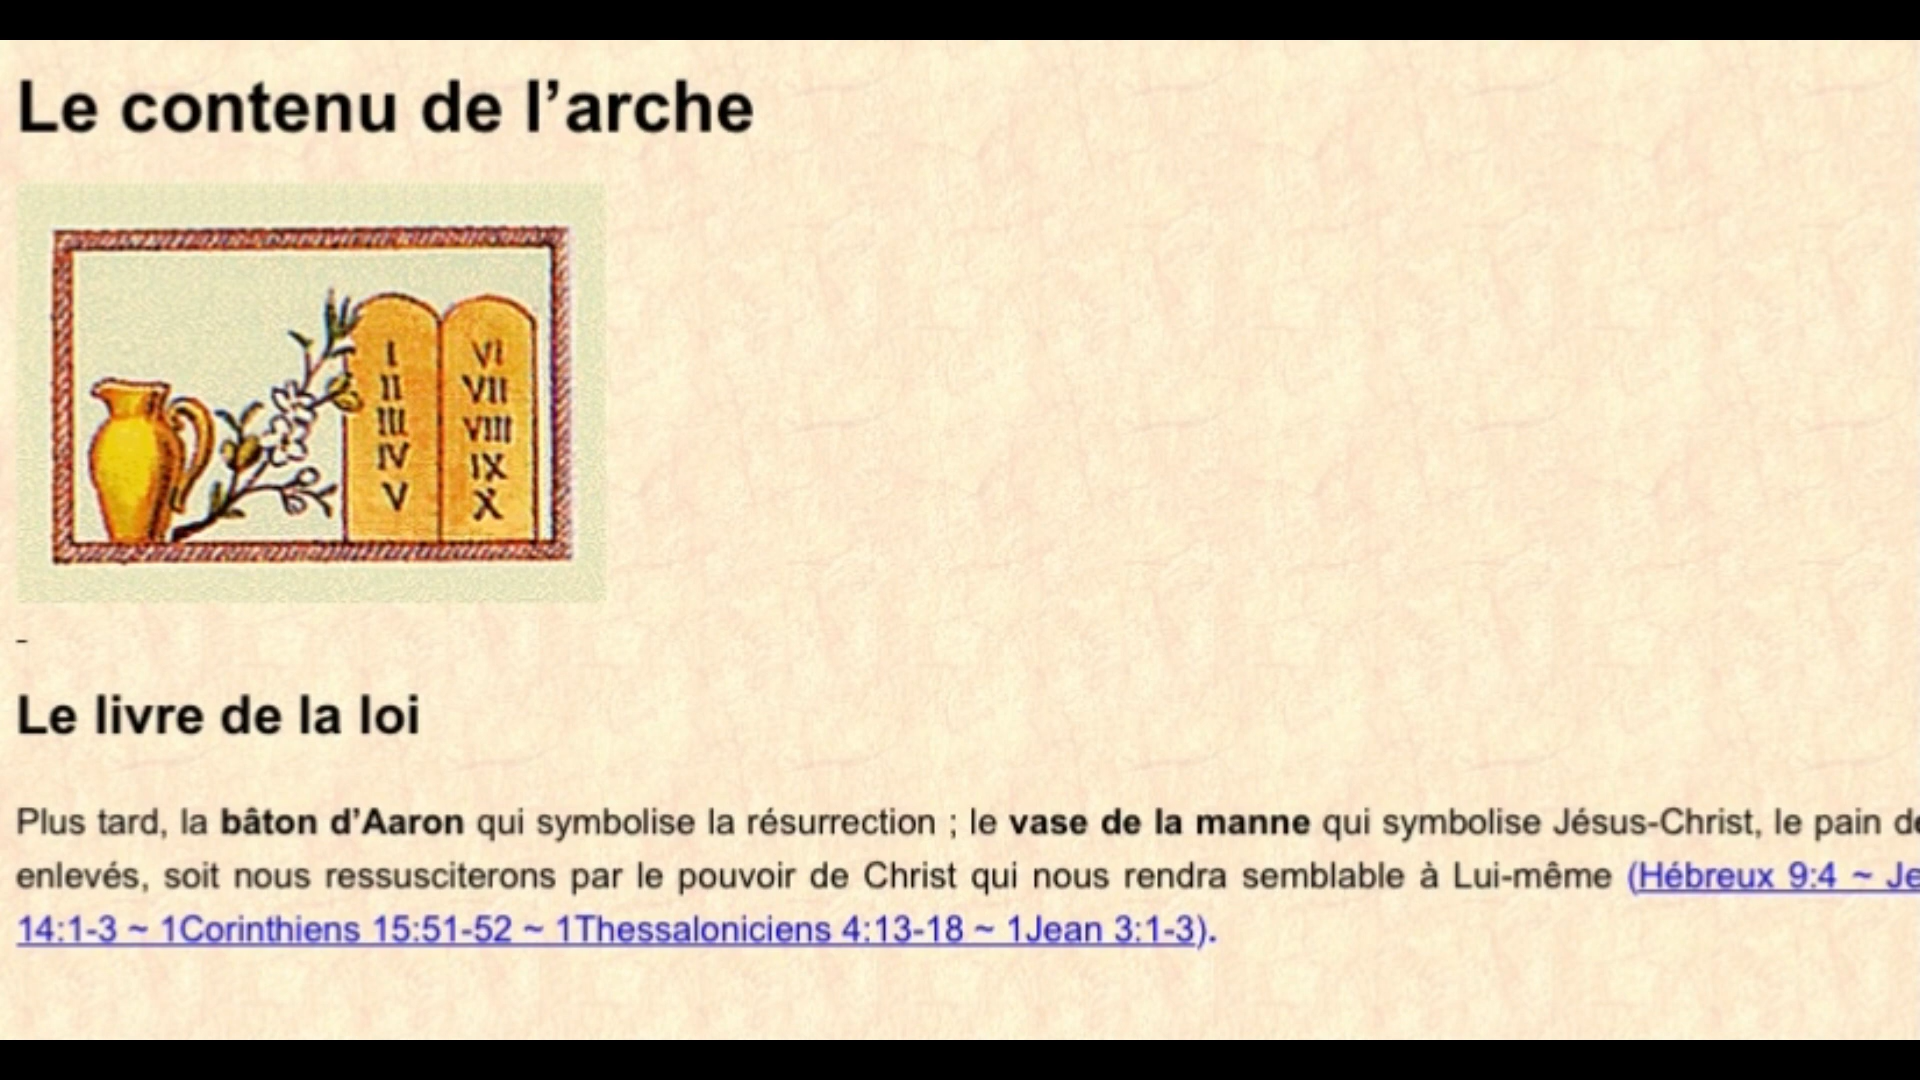 Le contenu de l’arche
I
II
III
IV
V
VI
VII
VIII
IX
X
Le livre de la loi
Plus tard, la bâton d’Aaron qui symbolise la résurrection ; le vase de la manne qui symbolise Jésus-Christ, le pain
enlevés, soit nous ressusciterons par le pouvoir de Christ qui nous rendra semblable à Lui-même (Hébreux 9:4 ~
14:1-3 ~ 1Corinthiens 15:51-52 ~ 1Thessaloniciens 4:13-18 ~ 1Jean 3:1-3).